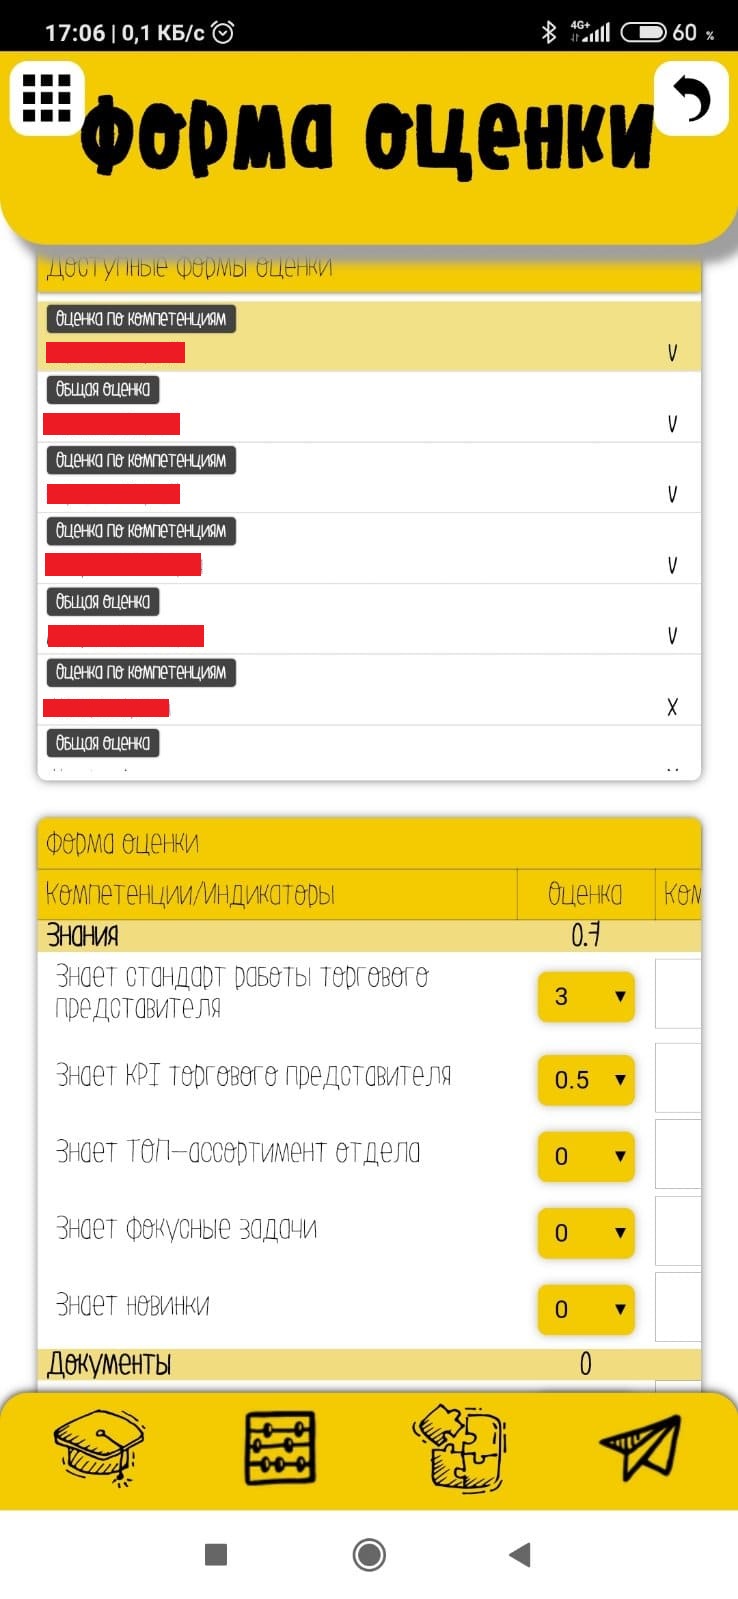 17:06 | 0,1 КБ/с
4G+
60 %
Форма оценки
Доступные формы оценки
Оценка по компетенциям
V
Общая оценка
V
Оценка по компетенциям
V
Оценка по компетенциям
V
Общая оценка
V
Оценка по компетенциям
X
Общая оценка
Форма оценки
Компетенции/Индикаторы Оценка Ком
Знания 0.7
Знает стандарт работы торгового
представителя
3
Знает KPI торгового представителя 0.5
Знает ТОП-ассортимент отдела 0
Знает фокусные задачи 0
Знает новинки 0
Документы 0